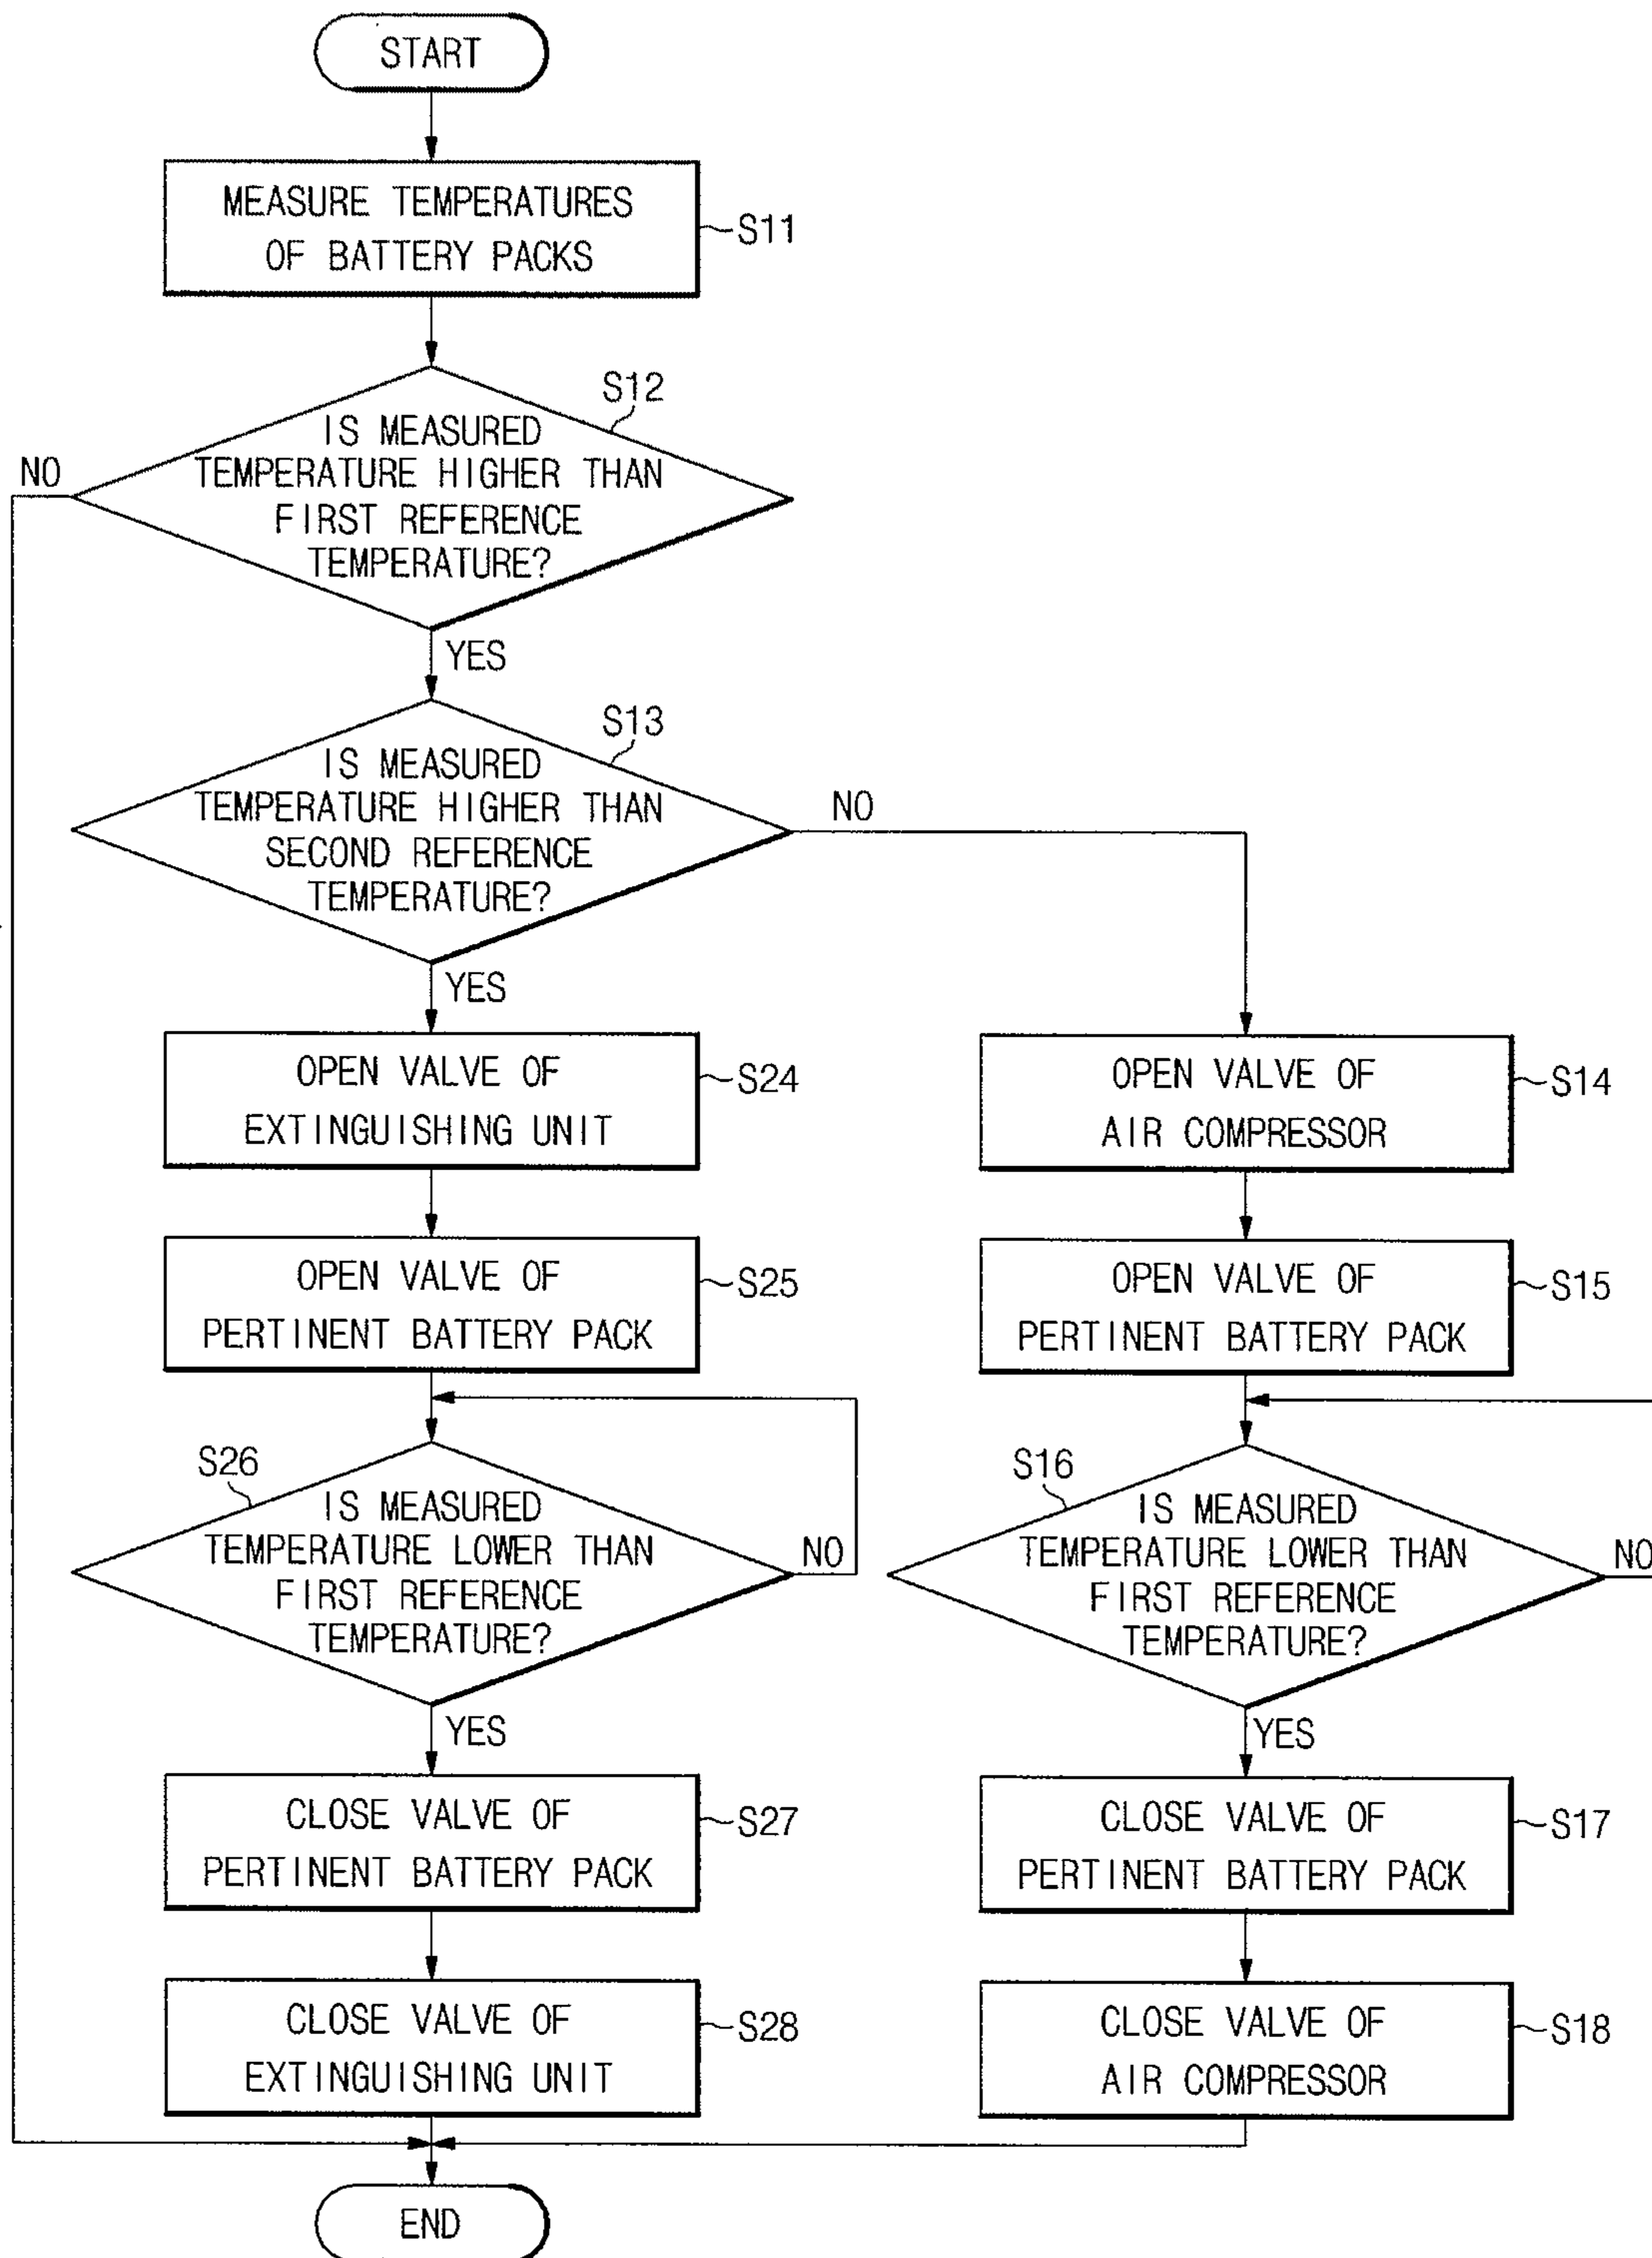 START
MEASURE TEMPERATURES
OF BATTERY PACKS
S11
S12
IS MEASURED
TEMPERATURE HIGHER THAN
FIRST REFERENCE
TEMPERATURE?
NO
YES
S13
IS MEASURED
TEMPERATURE HIGHER THAN
SECOND REFERENCE
TEMPERATURE?
NO
YES
OPEN VALVE OF
EXTINGUISHING UNIT
S24
OPEN VALVE OF
AIR COMPRESSOR
S14
OPEN VALVE OF
PERTINENT BATTERY PACK
S25
OPEN VALVE OF
PERTINENT BATTERY PACK
S15
S26
IS MEASURED
TEMPERATURE LOWER THAN
FIRST REFERENCE
TEMPERATURE?
NO
YES
S16
IS MEASURED
TEMPERATURE LOWER THAN
FIRST REFERENCE
TEMPERATURE?
NO
YES
CLOSE VALVE OF
PERTINENT BATTERY PACK
S27
CLOSE VALVE OF
PERTINENT BATTERY PACK
S17
CLOSE VALVE OF
EXTINGUISHING UNIT
S28
CLOSE VALVE OF
AIR COMPRESSOR
S18
END